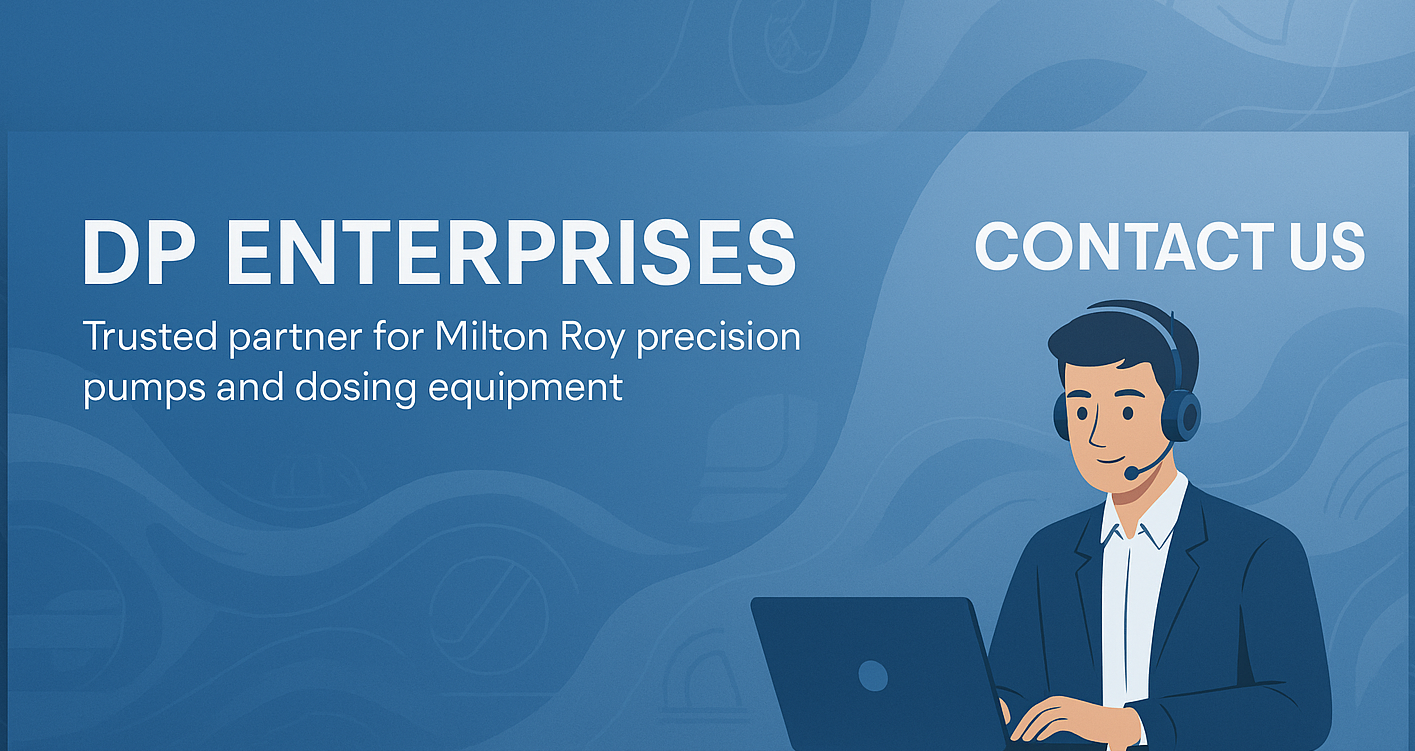 DP ENTERPRISES
Trusted partner for Milton Roy precision
pumps and dosing equipment
CONTACT US